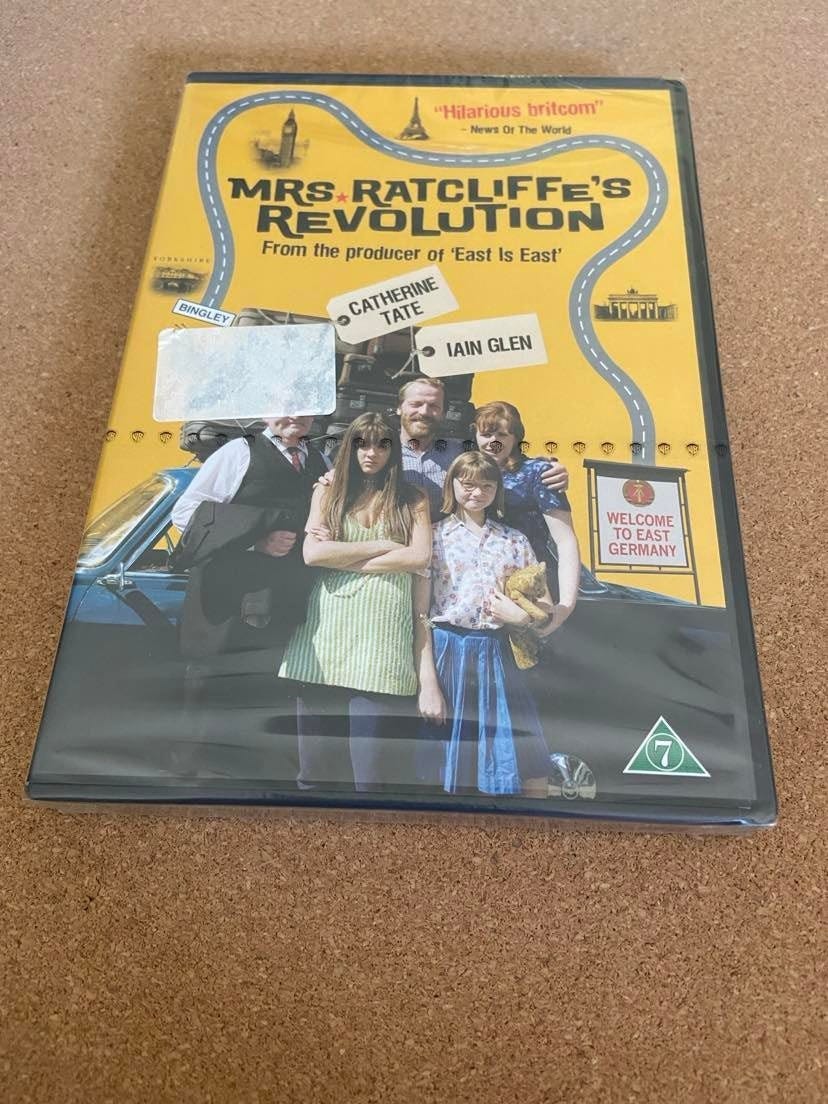 "Hilarious britcom"
- News Of The World
MRS★RATCLIFFE'S
REVOLUTION
From the producer of 'East Is East'
YORKSHIRE
BINGLEY
CATHERINE
TATE
IAIN GLEN
WELCOME
TO EAST
GERMANY
7